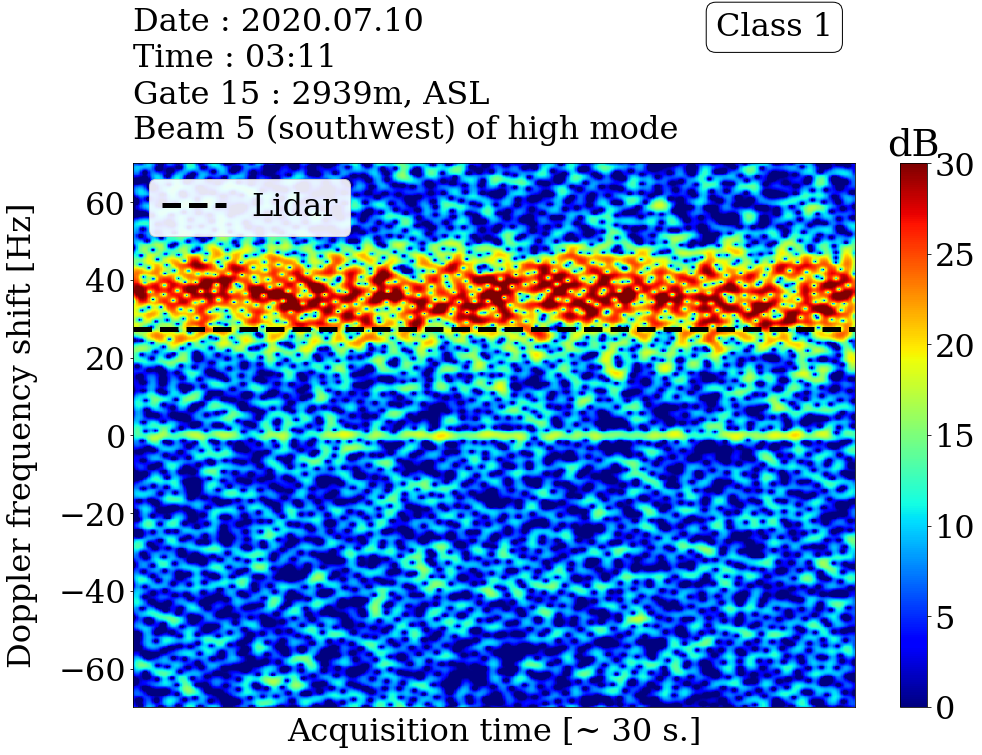 Date : 2020.07.10
Time : 03:11
Gate 15 : 2939m, ASL
Beam 5 (southwest) of high mode
Class 1
dB
Lidar
Doppler frequency shift [Hz]
60
40
20
0
−20
−40
−60
30
25
20
15
10
5
0
Acquisition time [~ 30 s.]